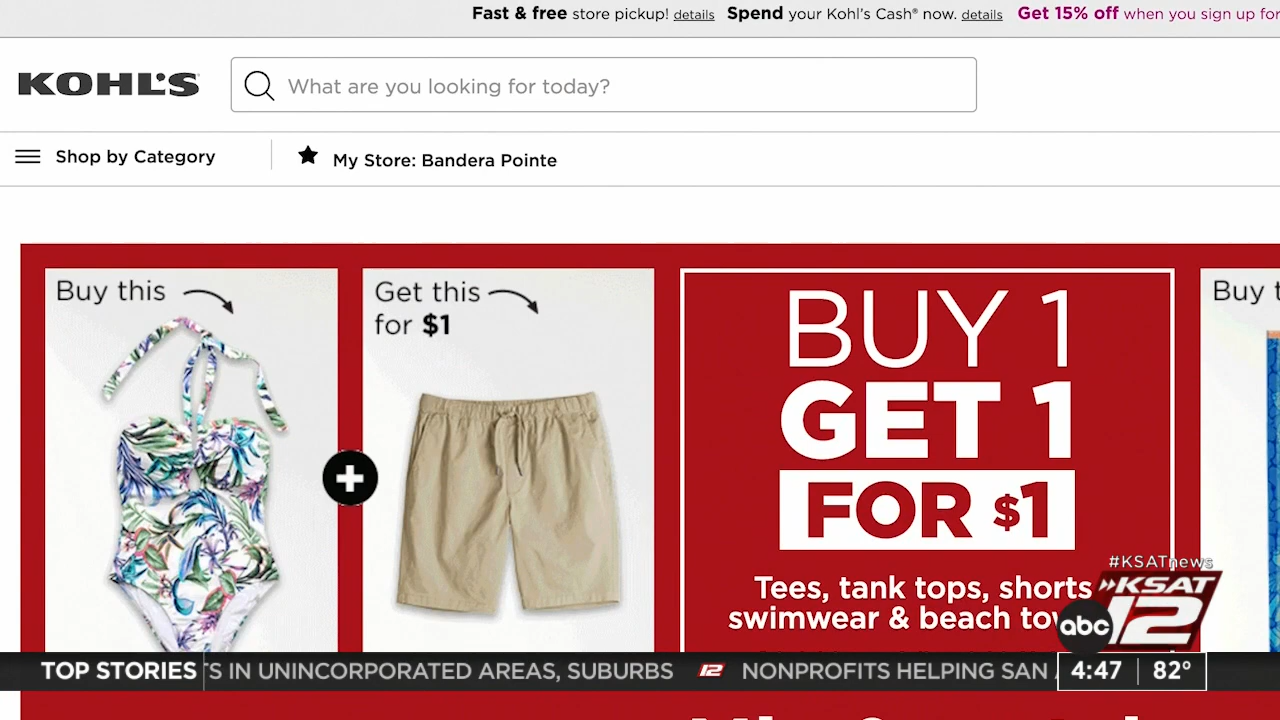 Fast & free store pickup! details Spend your Kohl's Cash® now. details Get 15% off when you sign up for
KOHL'S
What are you looking for today?
Shop by Category
My Store: Bandera Pointe
Buy this
Get this
for $1
BUY 1
GET 1
FOR $1
Tees, tank tops, shorts
swimwear & beach
Buy
#KSATnews
KSAT
12
abc
TOP STORIES
'S IN UNINCORPORATED AREAS, SUBURBS 12 NONPROFITS HELPING SAN
4:47 82°